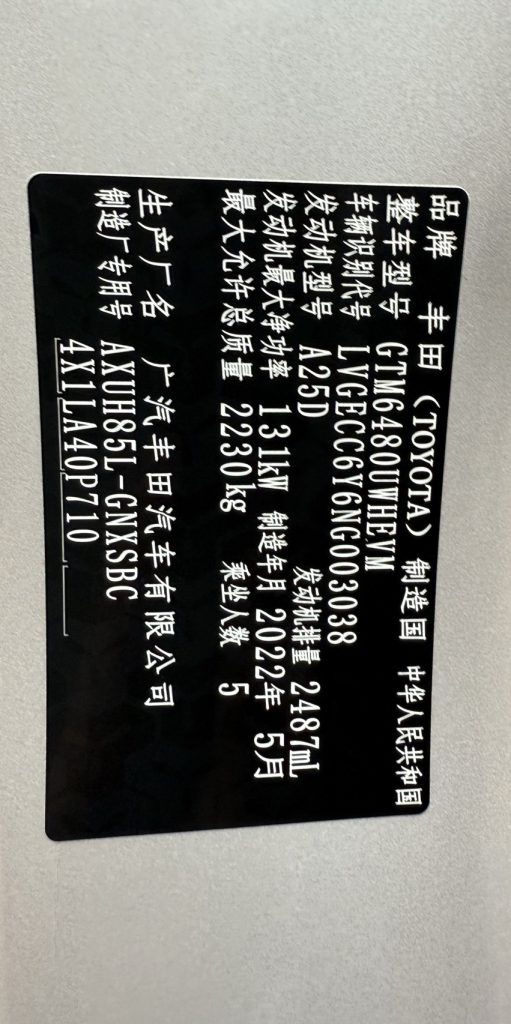 品牌 丰田（TOYOTA） 制造国 中华人民共和国
整车型号 GTM6480UWHEVM
车辆识别代号 LVGECC6Y6NG003038
发动机型号 A25D 发动机排量 2487mL
发动机最大净功率 131kW 制造年月 2022年 5月
最大允许总质量 2230kg 乘坐人数 5
生产厂名 广汽丰田汽车有限公司
制造厂专用号 AXUH85L-GNXSBC
4X1LA40P710